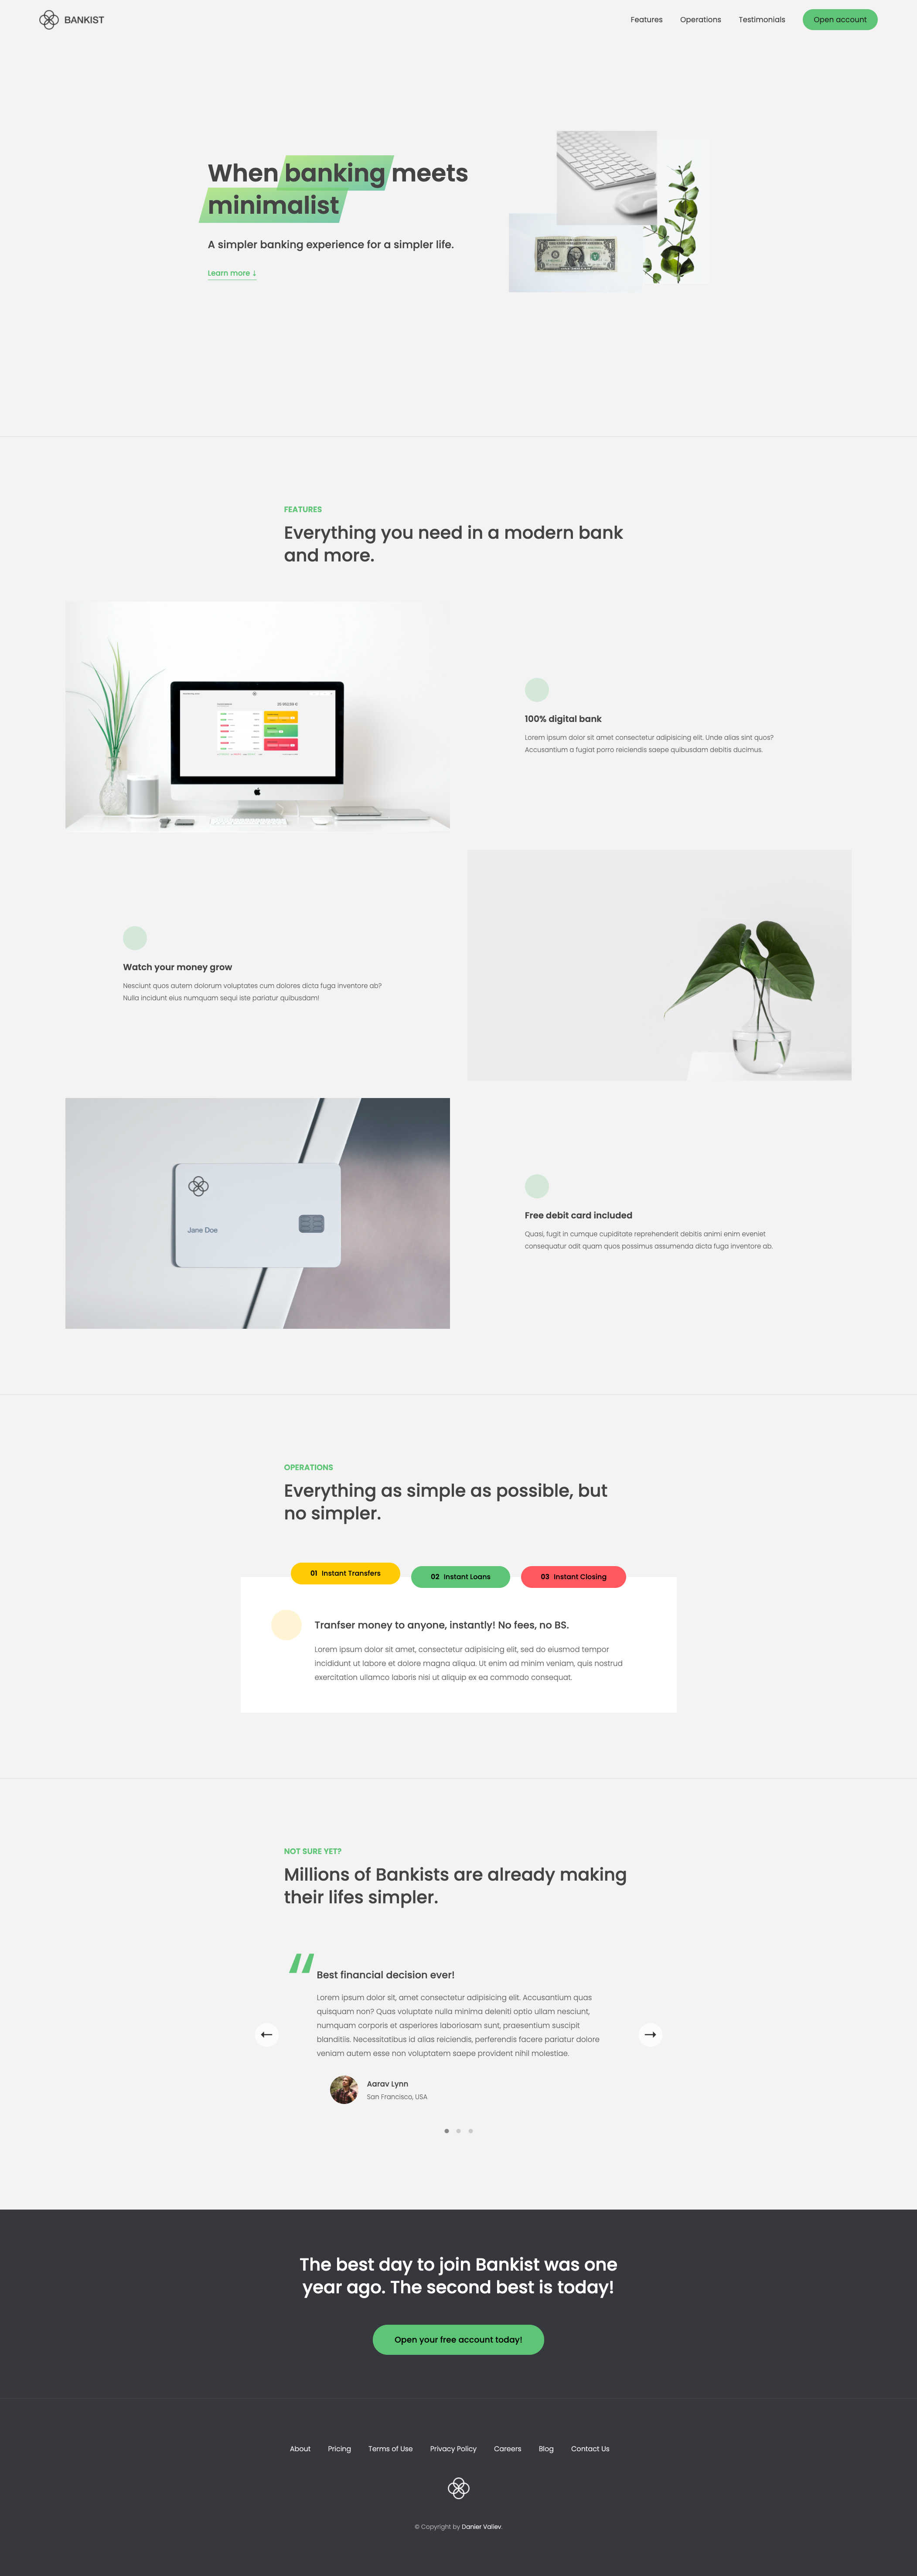 BANKIST
Features
Operations
Testimonials
Open account
When banking meets
minimalist
A simpler banking experience for a simpler life.
Learn more ↓
FEATURES
Everything you need in a modern bank
and more.
100% digital bank
Lorem ipsum dolor sit amet consectetur adipisicing elit. Unde alias sint quos?
Accusantium a fugiat porro reiciendis saepe quibusdam debitis ducimus.
Watch your money grow
Nesciunt quos autem dolorum voluptates cum dolores dicta fuga inventore ab?
Nulla incidunt eius numquam sequi iste pariatur quibusdam!
Jane Doe
Free debit card included
Quasi, fugit in cumque cupiditate reprehenderit debitis animi enim eveniet
consequatur odit quam quos possimus assumenda dicta fuga inventore ab.
OPERATIONS
Everything as simple as possible, but
no simpler.
01 Instant Transfers
02 Instant Loans
03 Instant Closing
Tranfser money to anyone, instantly! No fees, no BS.
Lorem ipsum dolor sit amet, consectetur adipisicing elit, sed do eiusmod tempor
incididunt ut labore et dolore magna aliqua. Ut enim ad minim veniam, quis nostrud
exercitation ullamco laboris nisi ut aliquip ex ea commodo consequat.
NOT SURE YET?
Millions of Bankists are already making
their lifes simpler.
Best financial decision ever!
Lorem ipsum dolor sit, amet consectetur adipisicing elit. Accusantium quas
quisquam non? Quas voluptate nulla minima deleniti optio ullam nesciunt,
numquam corporis et asperiores laboriosam sunt, praesentium suscipit
blanditiis. Necessitatibus id alias reiciendis, perferendis facere pariatur dolore
veniam autem esse non voluptatem saepe provident nihil molestiae.
Aarav Lynn
San Francisco, USA
The best day to join Bankist was one
year ago. The second best is today!
Open your free account today!
About
Pricing
Terms of Use
Privacy Policy
Careers
Blog
Contact Us
© Copyright by Danier Valiev.